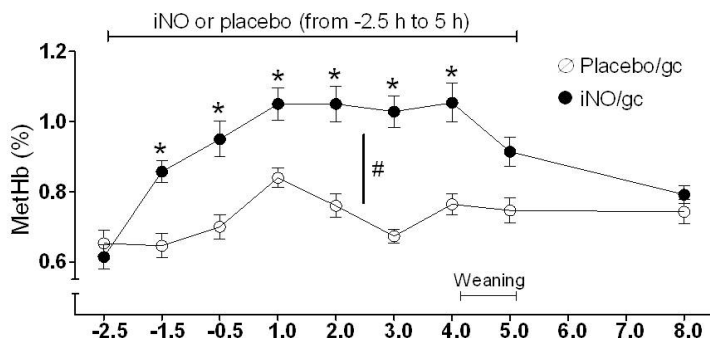 iNO or placebo (from -2.5 h to 5 h)
1.2
1.0
0.8
0.6
MetHb (%)
Placebo/gc
iNO/gc
* * * * * * *
#
Weaning
-2.5 -1.5 -0.5 1.0 2.0 3.0 4.0 5.0 6.0 7.0 8.0